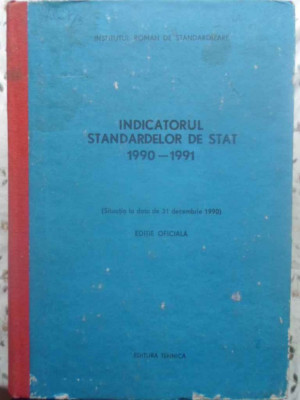 INSTITUTUL ROMAN DE STANDARDIZARE
INDICATORUL
STANDARDELOR DE STAT
1990 - 1991
(Situația la data de 31 decembrie 1990)
EDIȚIE OFICIALĂ
EDITURA TEHNICĂ